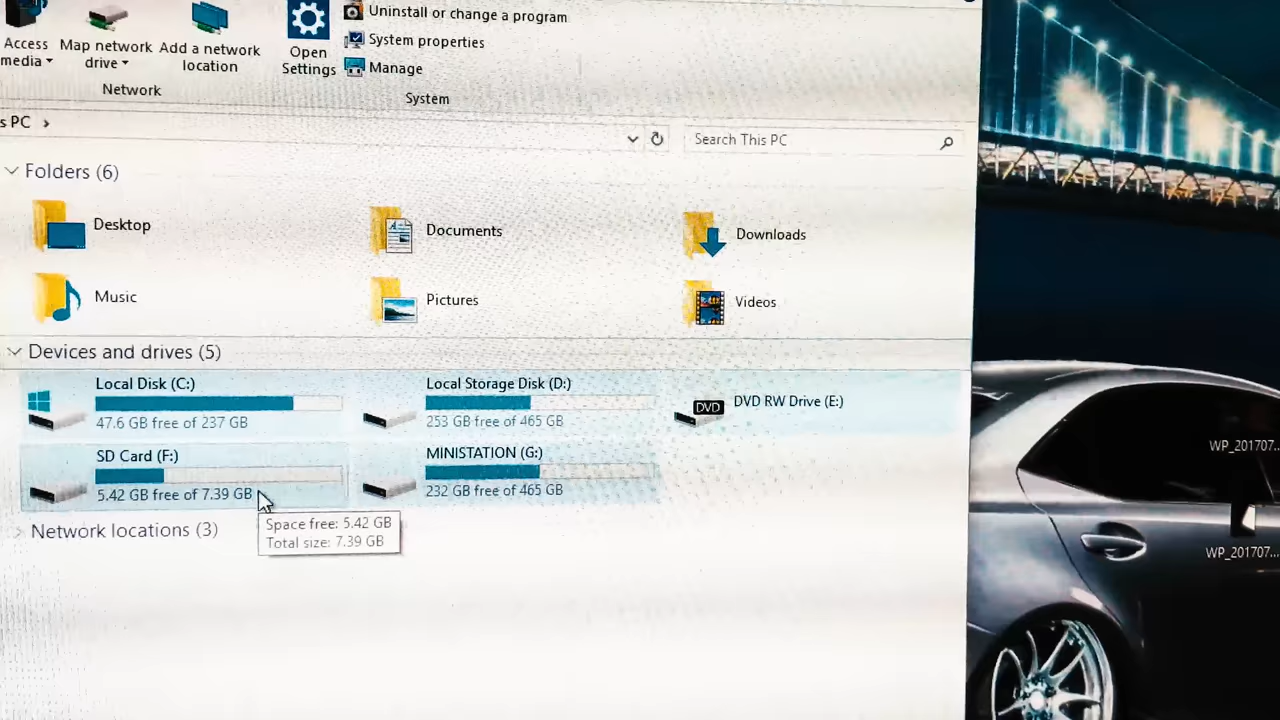 Access media
Map network drive
Add a network location
Network
Open Settings
Uninstall or change a program
System properties
Manage
System
s PC >
Search This PC
Folders (6)
Desktop
Documents
Downloads
Music
Pictures
Videos
Devices and drives (5)
Local Disk (C:)
47.6 GB free of 237 GB
Local Storage Disk (D:)
253 GB free of 465 GB
DVD
DVD RW Drive (E:)
SD Card (F:)
5.42 GB free of 7.39 GB
MINISTATION (G:)
232 GB free of 465 GB
Space free: 5.42 GB
Total size: 7.39 GB
Network locations (3)
WP_201707...
WP_201707...